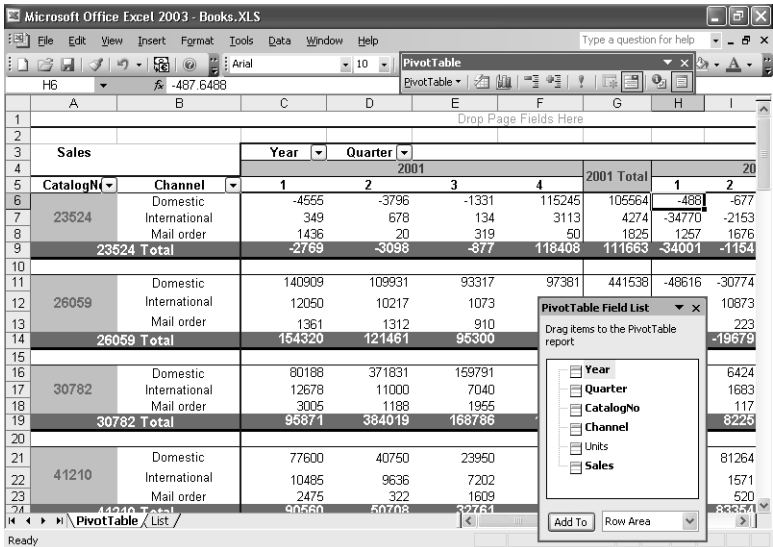 Microsoft Office Excel 2003 - Books.XLS
File Edit View Insert Format Tools Data Window Help Type a question for help
Arial 10 PivotTable
PivotTable
H6 fx -487.6488
A B C D E F G H I
1 Drop Page Fields Here
2
3 Sales Year Quarter
4 2001 2001 Total 20
5 CatalogNo Channel 1 2 3 4 1 2
6 Domestic -4555 -3796 -1331 115245 105564 -488 -677
7 23524 International 349 678 134 3113 4274 -34770 -2153
8 Mail order 1436 20 319 50 1825 1257 1676
9 23524 Total -2769 -3098 -877 118408 111663 -34001 -1154
10
11 Domestic 140909 109931 93317 97381 441538 -48616 -30774
12 26059 International 12050 10217 1073 10873
13 Mail order 1361 1312 910 223
14 26059 Total 154320 121461 95300 -19679
15
16 Domestic 80188 371831 159791 6424
17 30782 International 12678 11000 7040 1683
18 Mail order 3005 1188 1955 117
19 30782 Total 95871 384019 168786 8225
20
21 Domestic 77600 40750 23950 81264
22 41210 International 10485 9636 7202 1571
23 Mail order 2475 322 1609 520
24 41210 Total 90560 50708 32761 83354
PivotTable Field List
Drag items to the PivotTable
report
Year
Quarter
CatalogNo
Channel
Units
Sales
Add To Row Area
PivotTable List
Ready